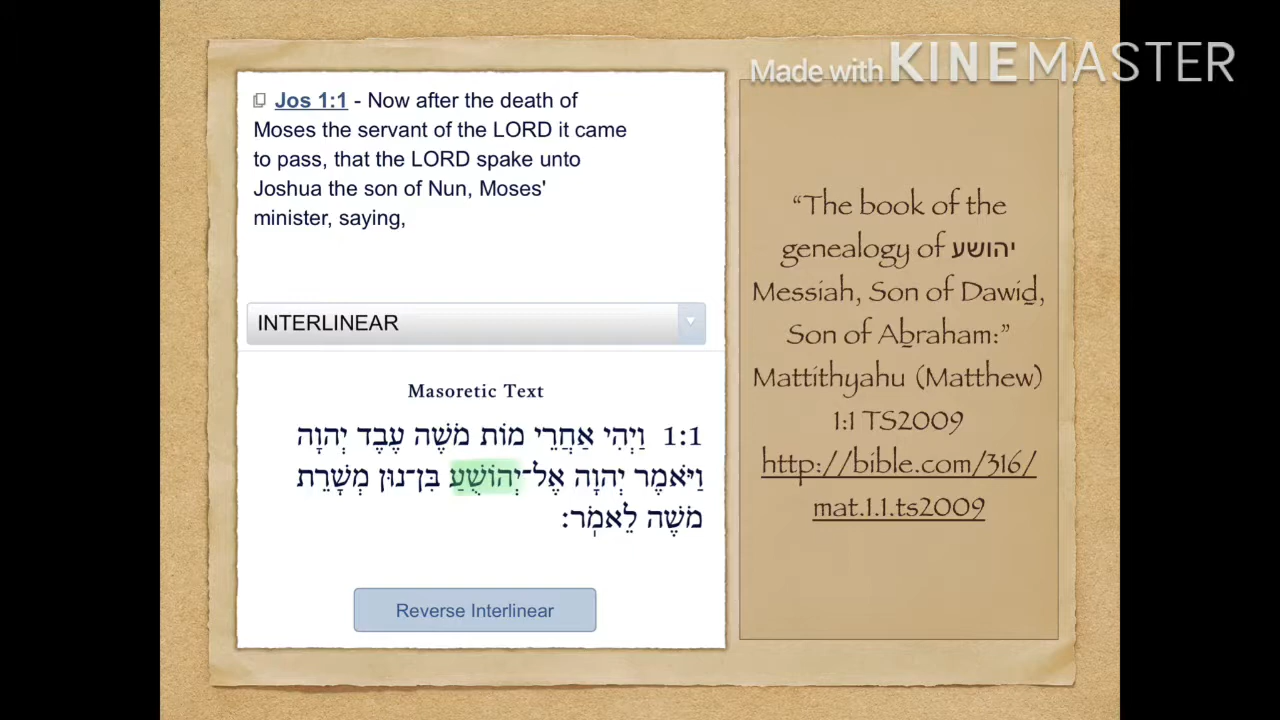 Made with KINEMASTER
Jos 1:1 - Now after the death of
Moses the servant of the LORD it came
to pass, that the LORD spake unto
Joshua the son of Nun, Moses'
minister, saying,
INTERLINEAR
Masoretic Text
1:1 וַיְהִי אַחֲרֵי מוֹת מֹשֶׁה עֶבֶד יְהוָה
וַיֹּאמֶר יְהוָה אֶל־יְהוֹשֻׁעַ בִּן־נוּן מְשָׁרֵת
מֹשֶׁה לֵאמֹֽר׃
Reverse Interlinear
“The book of the
genealogy of יהושע
Messiah, Son of Dawiḏ,
Son of Aḇraham:”
Mattithyahu (Matthew)
1:1 TS2009
http://bible.com/316/
mat.1.1.ts2009